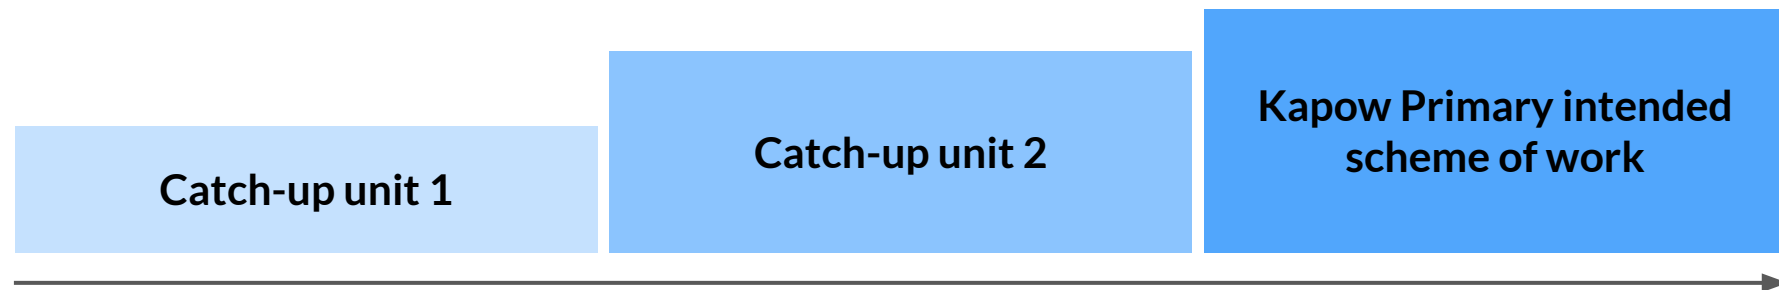 Catch-up unit 1
Catch-up unit 2
Kapow Primary intended
scheme of work